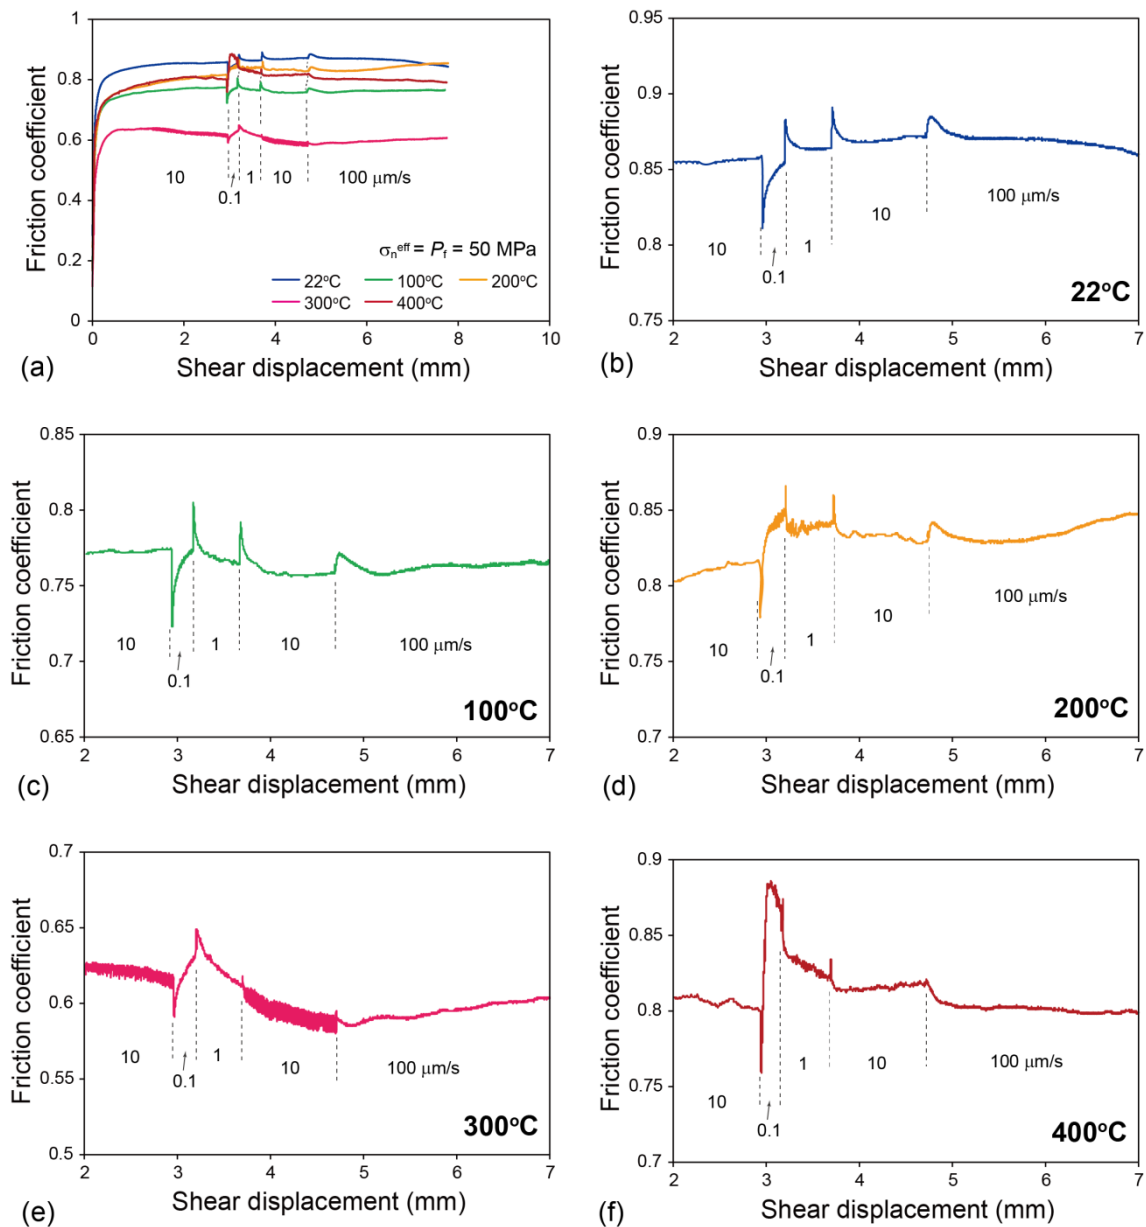 1
0.8
0.6
0.4
0.2
0
Friction coefficient
10
0.1
1
10
100 μm/s
σₙᵉᶠᶠ = Pf = 50 MPa
22°C
100°C
200°C
300°C
400°C
0 2 4 6 8 10
Shear displacement (mm)
(a)
0.95
0.9
0.85
0.8
0.75
Friction coefficient
10
0.1
1
10
100 μm/s
22°C
2 3 4 5 6 7
Shear displacement (mm)
(b)
0.85
0.8
0.75
0.7
0.65
Friction coefficient
10
0.1
1
10
100 μm/s
100°C
2 3 4 5 6 7
Shear displacement (mm)
(c)
0.9
0.85
0.8
0.75
0.7
Friction coefficient
10
0.1
1
10
100 μm/s
200°C
2 3 4 5 6 7
Shear displacement (mm)
(d)
0.7
0.65
0.6
0.55
0.5
Friction coefficient
10
0.1
1
10
100 μm/s
300°C
2 3 4 5 6 7
Shear displacement (mm)
(e)
0.9
0.85
0.8
0.75
0.7
Friction coefficient
10
0.1
1
10
100 μm/s
400°C
2 3 4 5 6 7
Shear displacement (mm)
(f)